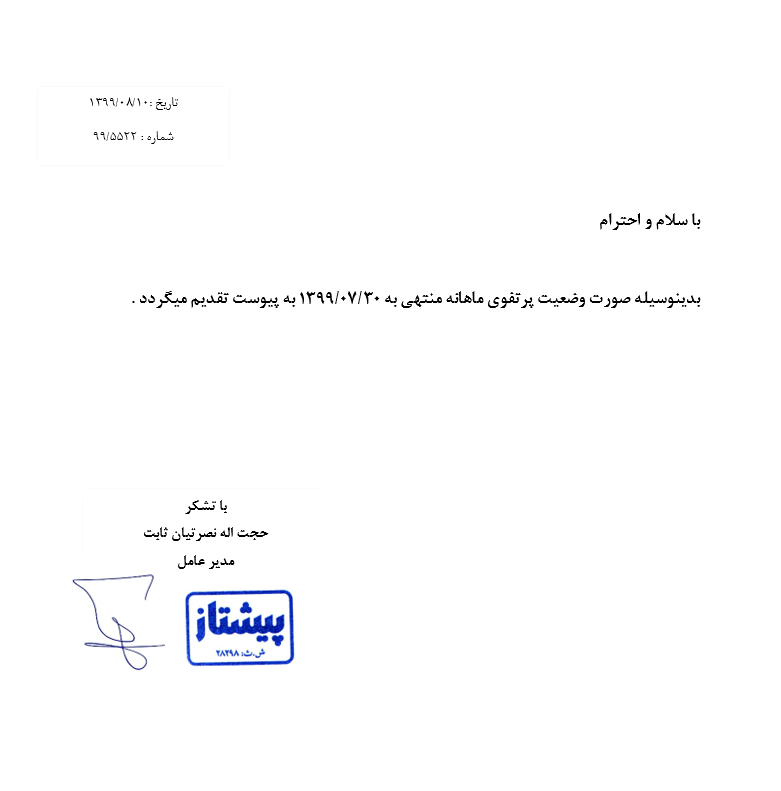 تاریخ :۱۳۹۹/۰۸/۱۰
شماره : ۹۹/۵۵۲۲
با سلام و احترام
بدینوسیله صورت وضعیت پرتفوی ماهانه منتهی به ۱۳۹۹/۰۷/۳۰ به پیوست تقدیم میگردد .
با تشکر
حجت اله نصرتیان ثابت
مدیر عامل
پیشتاز
ش.ث: ۲۸۲۹۸